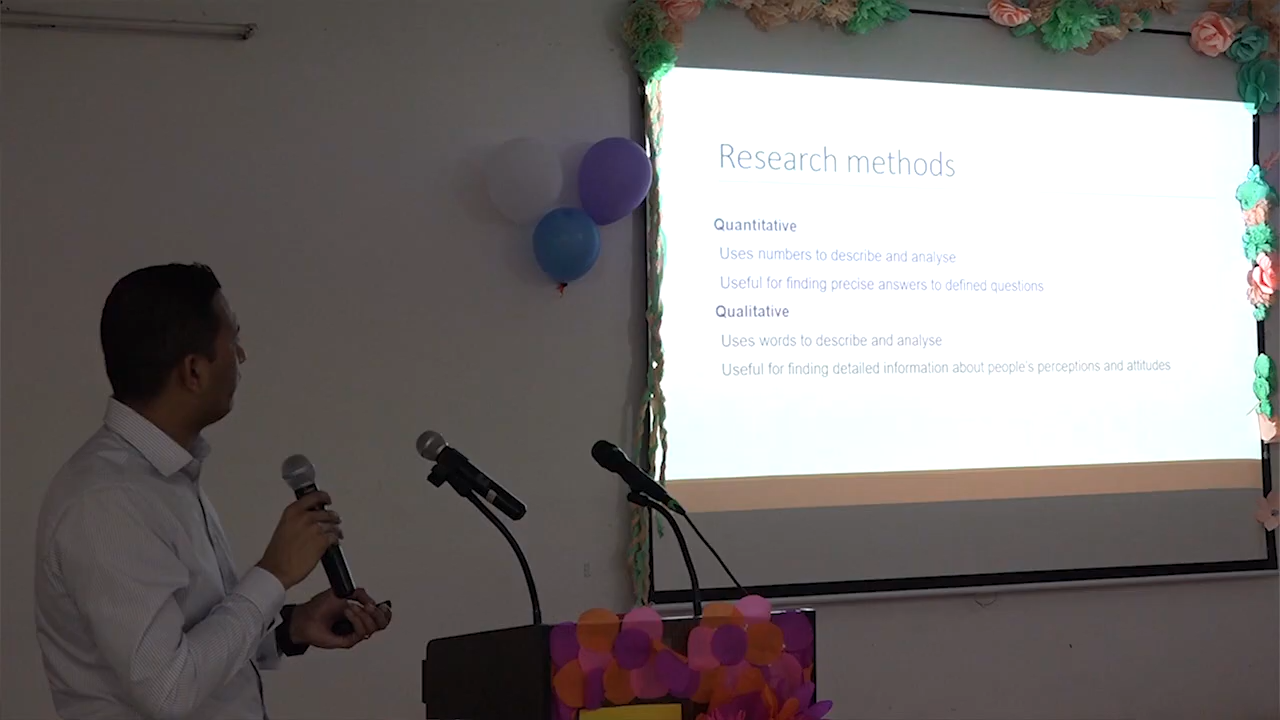 Research methods
Quantitative
Uses numbers to describe and analyse
Useful for finding precise answers to defined questions
Qualitative
Uses words to describe and analyse
Useful for finding detailed information about people's perceptions and attitudes